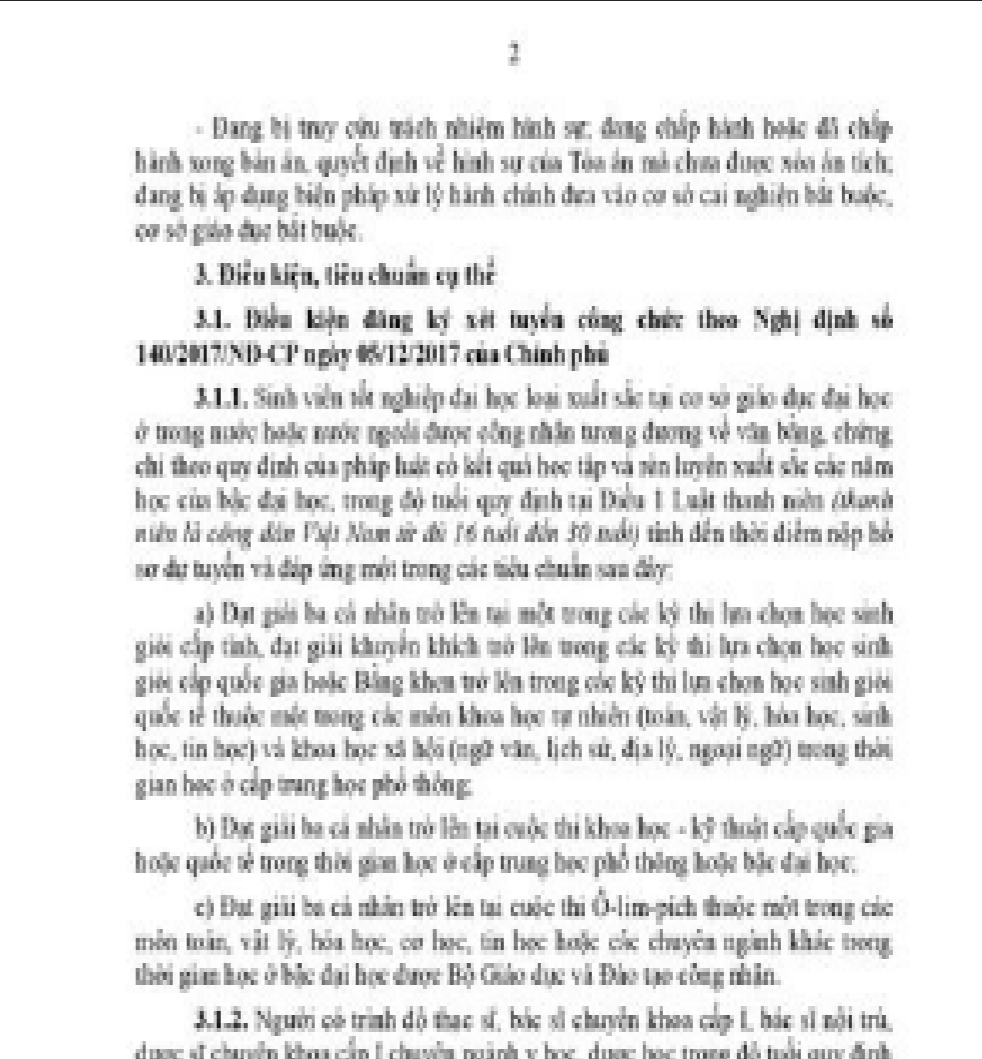 2
- Đang bị truy cứu trách nhiệm hình sự; đang chấp hành hoặc đã chấp
hành xong bản án, quyết định về hình sự của Tòa án mà chưa được xóa án tích;
đang bị áp dụng biện pháp xử lý hành chính đưa vào cơ sở cai nghiện bắt buộc,
cơ sở giáo dục bắt buộc.
3. Điều kiện, tiêu chuẩn cụ thể
3.1. Điều kiện đăng ký xét tuyển công chức theo Nghị định số
140/2017/NĐ-CP ngày 05/12/2017 của Chính phủ
3.1.1. Sinh viên tốt nghiệp đại học loại xuất sắc tại cơ sở giáo dục đại học
ở trong nước hoặc nước ngoài được công nhận tương đương về văn bằng, chứng
chỉ theo quy định của pháp luật có kết quả học tập và rèn luyện xuất sắc các năm
học của bậc đại học, trong độ tuổi quy định tại Điều 1 Luật thanh niên (thanh
niên là công dân Việt Nam từ đủ 16 tuổi đến 30 tuổi) tính đến thời điểm nộp hồ
sơ dự tuyển và đáp ứng một trong các tiêu chuẩn sau đây:
a) Đạt giải ba cá nhân trở lên tại một trong các kỳ thi lựa chọn học sinh
giỏi cấp tỉnh, đạt giải khuyến khích trở lên trong các kỳ thi lựa chọn học sinh
giỏi cấp quốc gia hoặc Bằng khen trở lên trong các kỳ thi lựa chọn học sinh giỏi
quốc tế thuộc một trong các môn khoa học tự nhiên (toán, vật lý, hóa học, sinh
học, tin học) và khoa học xã hội (ngữ văn, lịch sử, địa lý, ngoại ngữ) trong thời
gian học ở cấp trung học phổ thông;
b) Đạt giải ba cá nhân trở lên tại cuộc thi khoa học - kỹ thuật cấp quốc gia
hoặc quốc tế trong thời gian học ở cấp trung học phổ thông hoặc bậc đại học;
c) Đạt giải ba cá nhân trở lên tại cuộc thi Ô-lim-pích thuộc một trong các
môn toán, vật lý, hóa học, cơ học, tin học hoặc các chuyên ngành khác trong
thời gian học ở bậc đại học được Bộ Giáo dục và Đào tạo công nhận.
3.1.2. Người có trình độ thạc sĩ, bác sĩ chuyên khoa cấp I, bác sĩ nội trú,
dược sĩ chuyên khoa cấp I chuyên ngành y học, dược học trong độ tuổi quy định